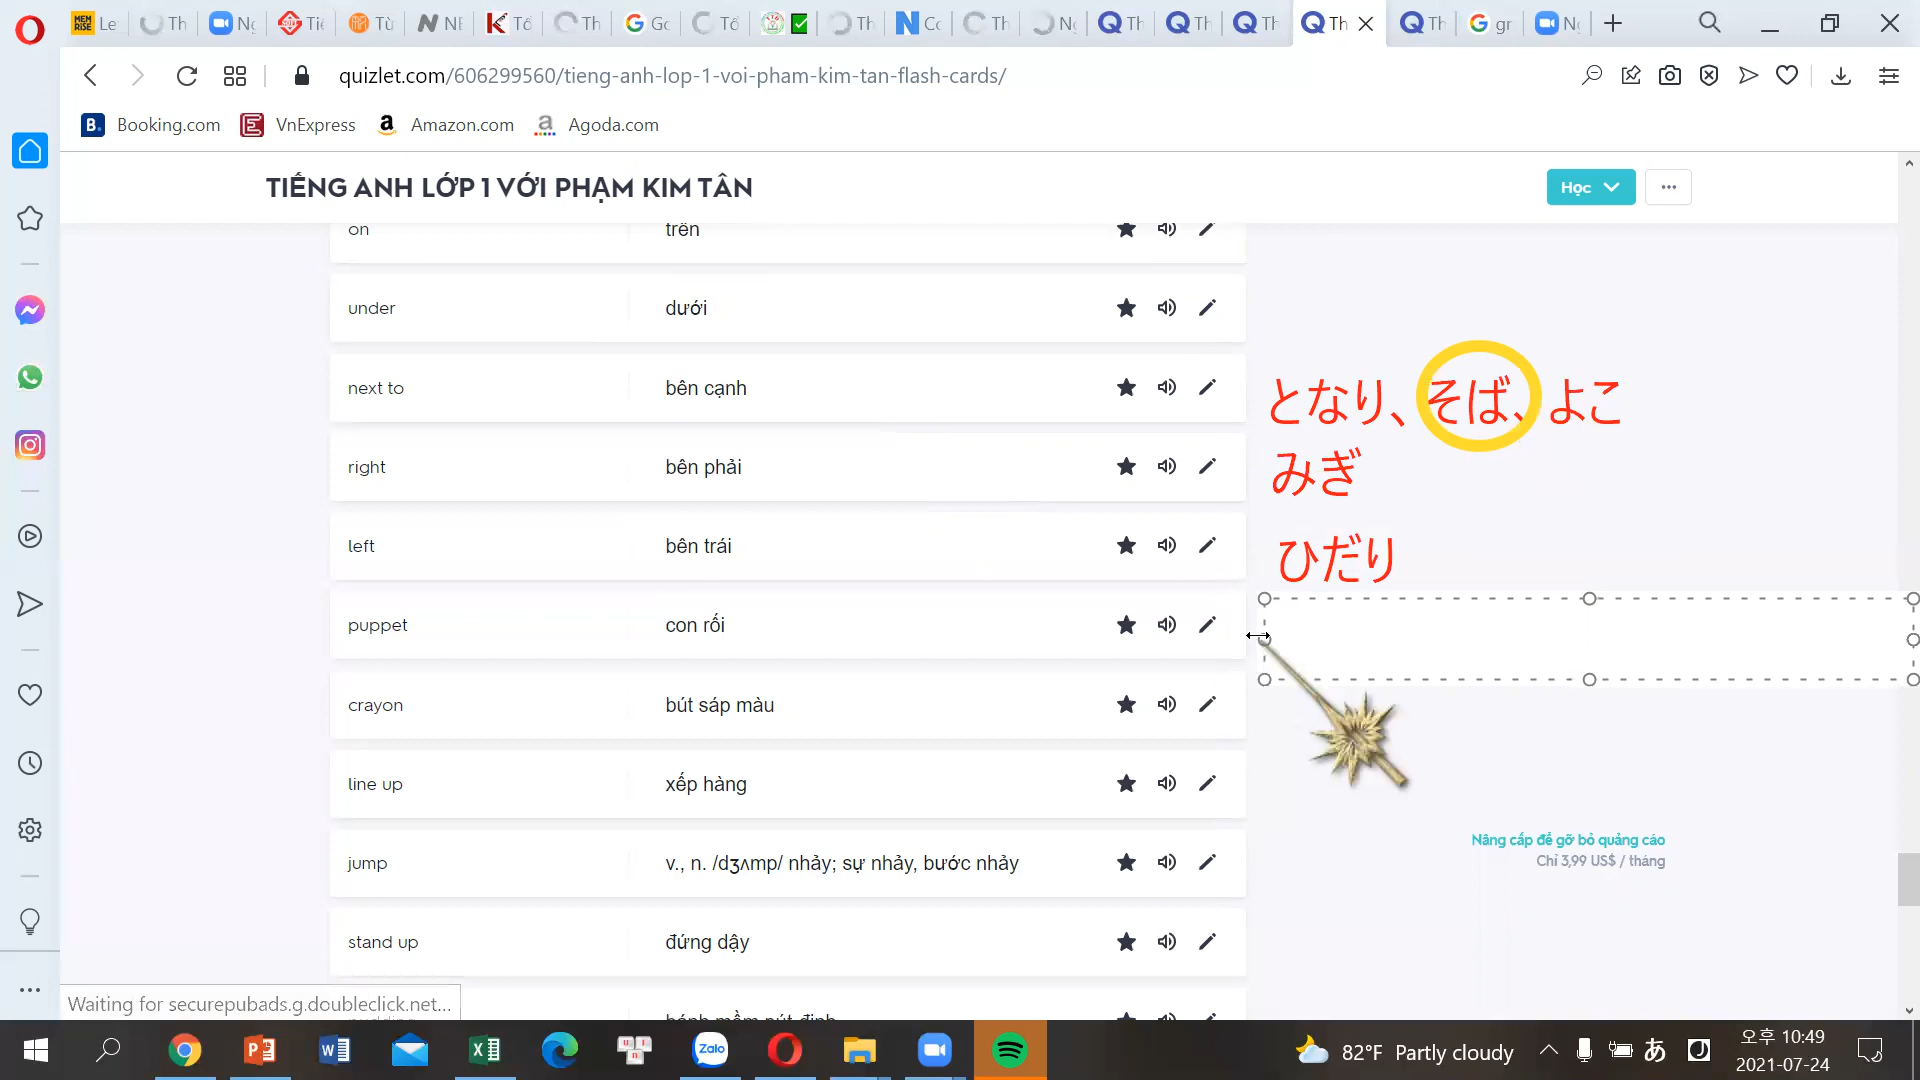 Le
Th
Ng
Tiế
Từ
NE
Tố
Th
Go
Tố
Th
Co
Th
Ng
Th
Th
Th
Th
Th
gr
Ng
quizlet.com/606299560/tieng-anh-lop-1-voi-pham-kim-tan-flash-cards/
Booking.com
VnExpress
Amazon.com
Agoda.com
TIẾNG ANH LỚP 1 VỚI PHẠM KIM TÂN
Học
on trên
under dưới
next to bên cạnh
となり、そば、よこ
right bên phải
みぎ
left bên trái
ひだり
puppet con rối
crayon bút sáp màu
line up xếp hàng
jump v., n. /dʒʌmp/ nhảy; sự nhảy, bước nhảy
Nâng cấp để gỡ bỏ quảng cáo
Chỉ 3,99 US$ / tháng
stand up đứng dậy
Waiting for securepubads.g.doubleclick.net...
Zalo
82°F Partly cloudy
あ
오후 10:49
2021-07-24